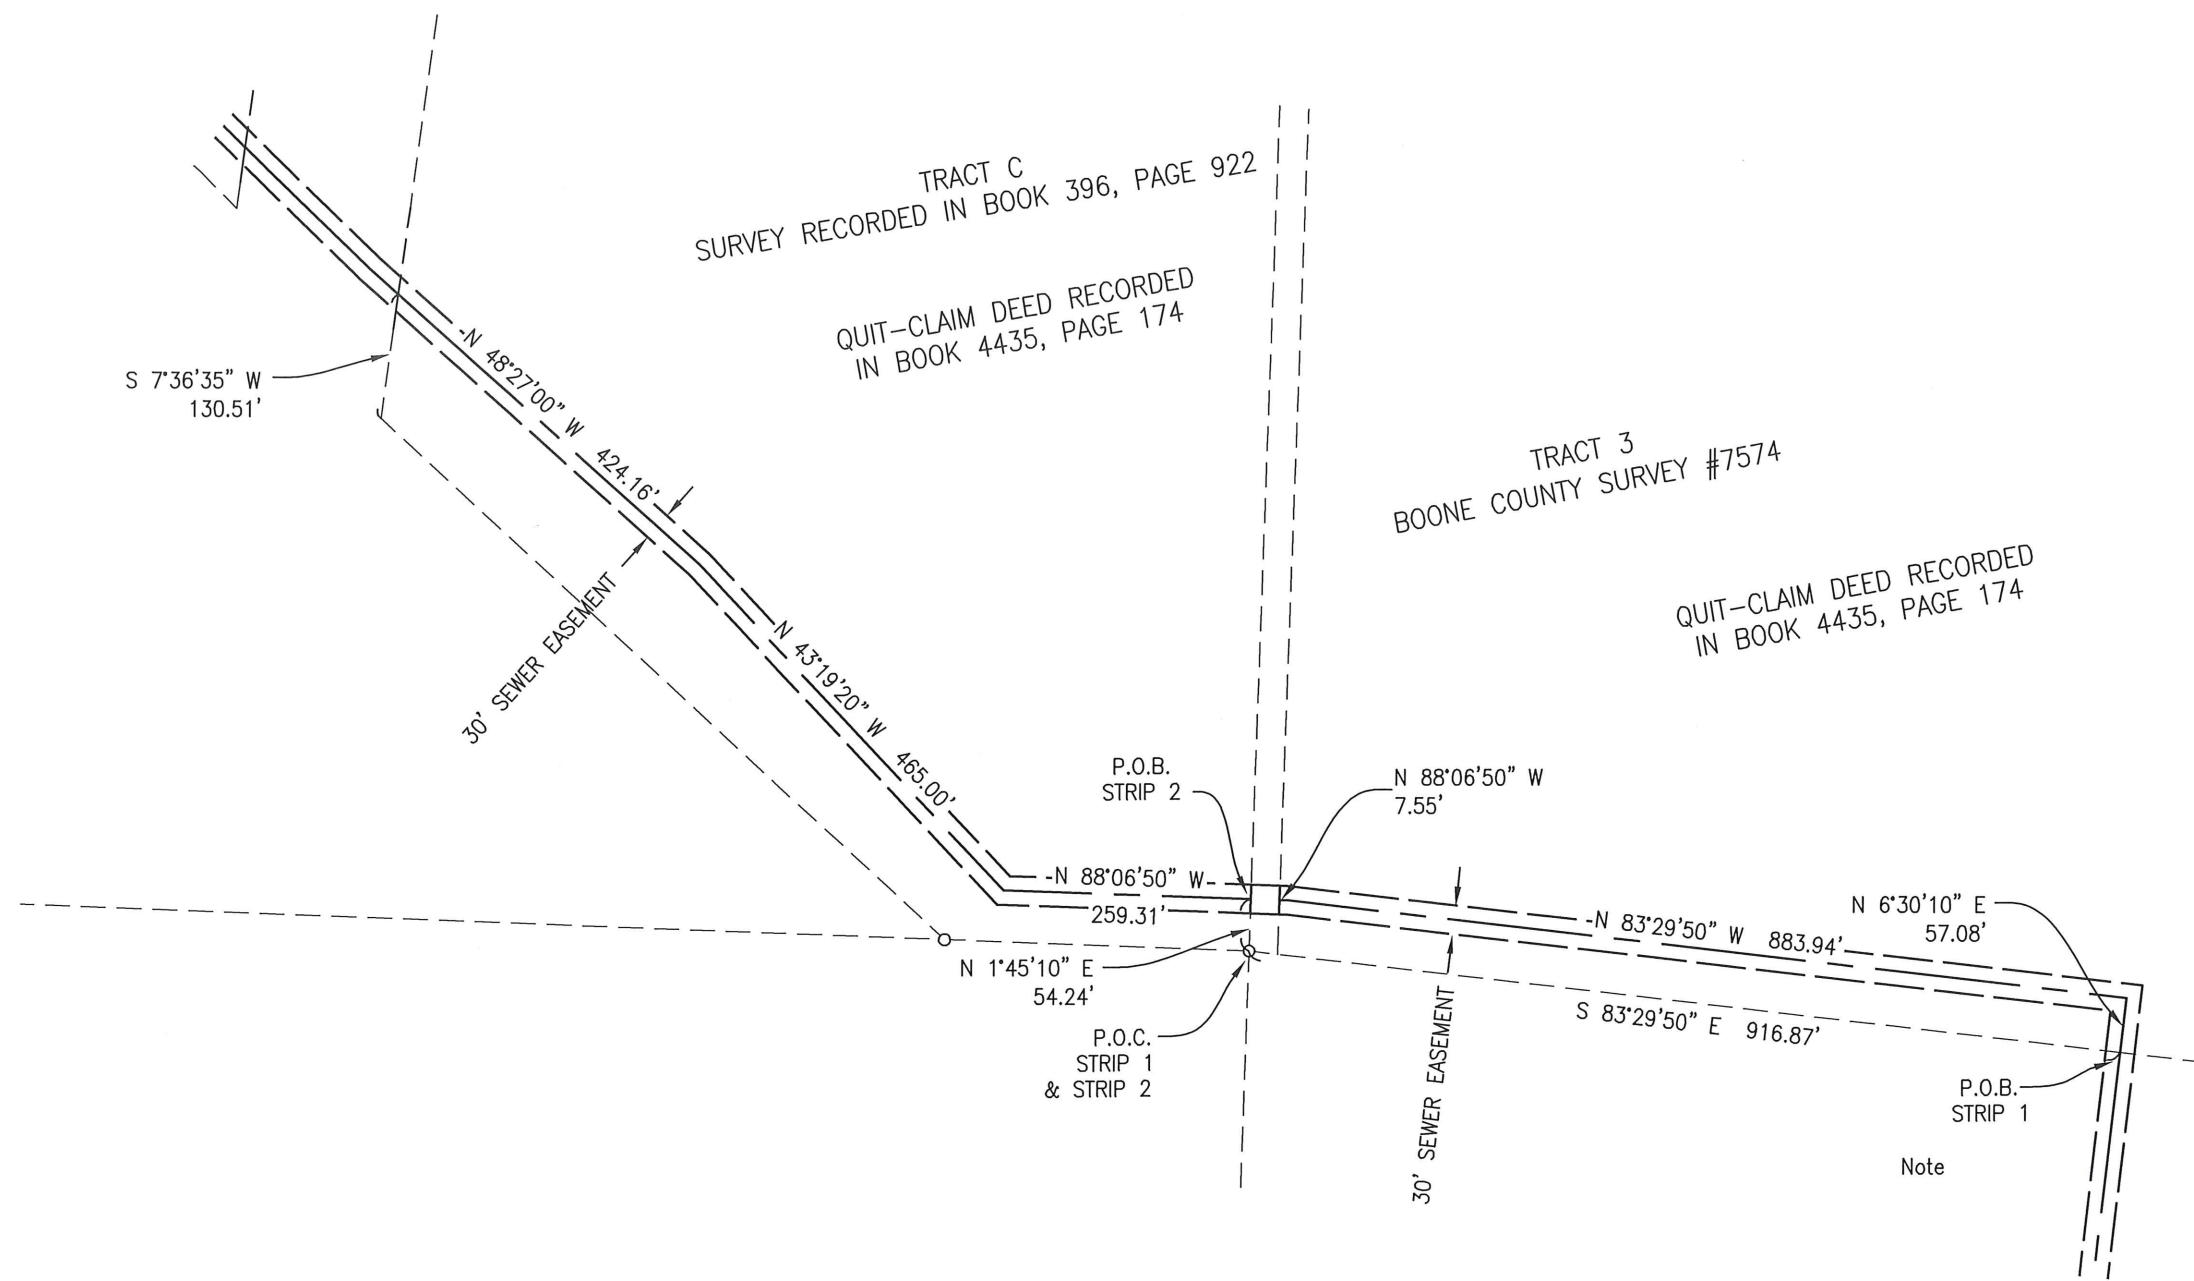 TRACT C
SURVEY RECORDED IN BOOK 396, PAGE 922
QUIT-CLAIM DEED RECORDED
IN BOOK 4435, PAGE 174
S 7°36'35" W
130.51'
N 48°27'00" W 424.16'
30' SEWER EASEMENT
N 43°19'20" W 465.00'
TRACT 3
BOONE COUNTY SURVEY #7574
QUIT-CLAIM DEED RECORDED
IN BOOK 4435, PAGE 174
P.O.B.
STRIP 2
N 88°06'50" W
7.55'
N 88°06'50" W
259.31'
N 1°45'10" E
54.24'
P.O.C.
STRIP 1
& STRIP 2
N 83°29'50" W 883.94'
N 6°30'10" E
57.08'
S 83°29'50" E 916.87'
30' SEWER EASEMENT
P.O.B.
STRIP 1
Note